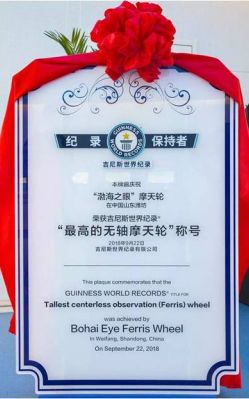 纪 录 保持者
GUINNESS
WORLD RECORDS
吉尼斯世界纪录
本牌匾庆祝
“渤海之眼”摩天轮
在中国山东潍坊
荣获吉尼斯世界纪录®
“最高的无轴摩天轮”称号
2018年9月22日
吉尼斯世界纪录有限公司
This plaque commemorates that the
GUINNESS WORLD RECORDS® TITLE FOR
Tallest centerless observation (Ferris) wheel
was achieved by
Bohai Eye Ferris Wheel
In Weifang, Shandong, China
On September 22, 2018